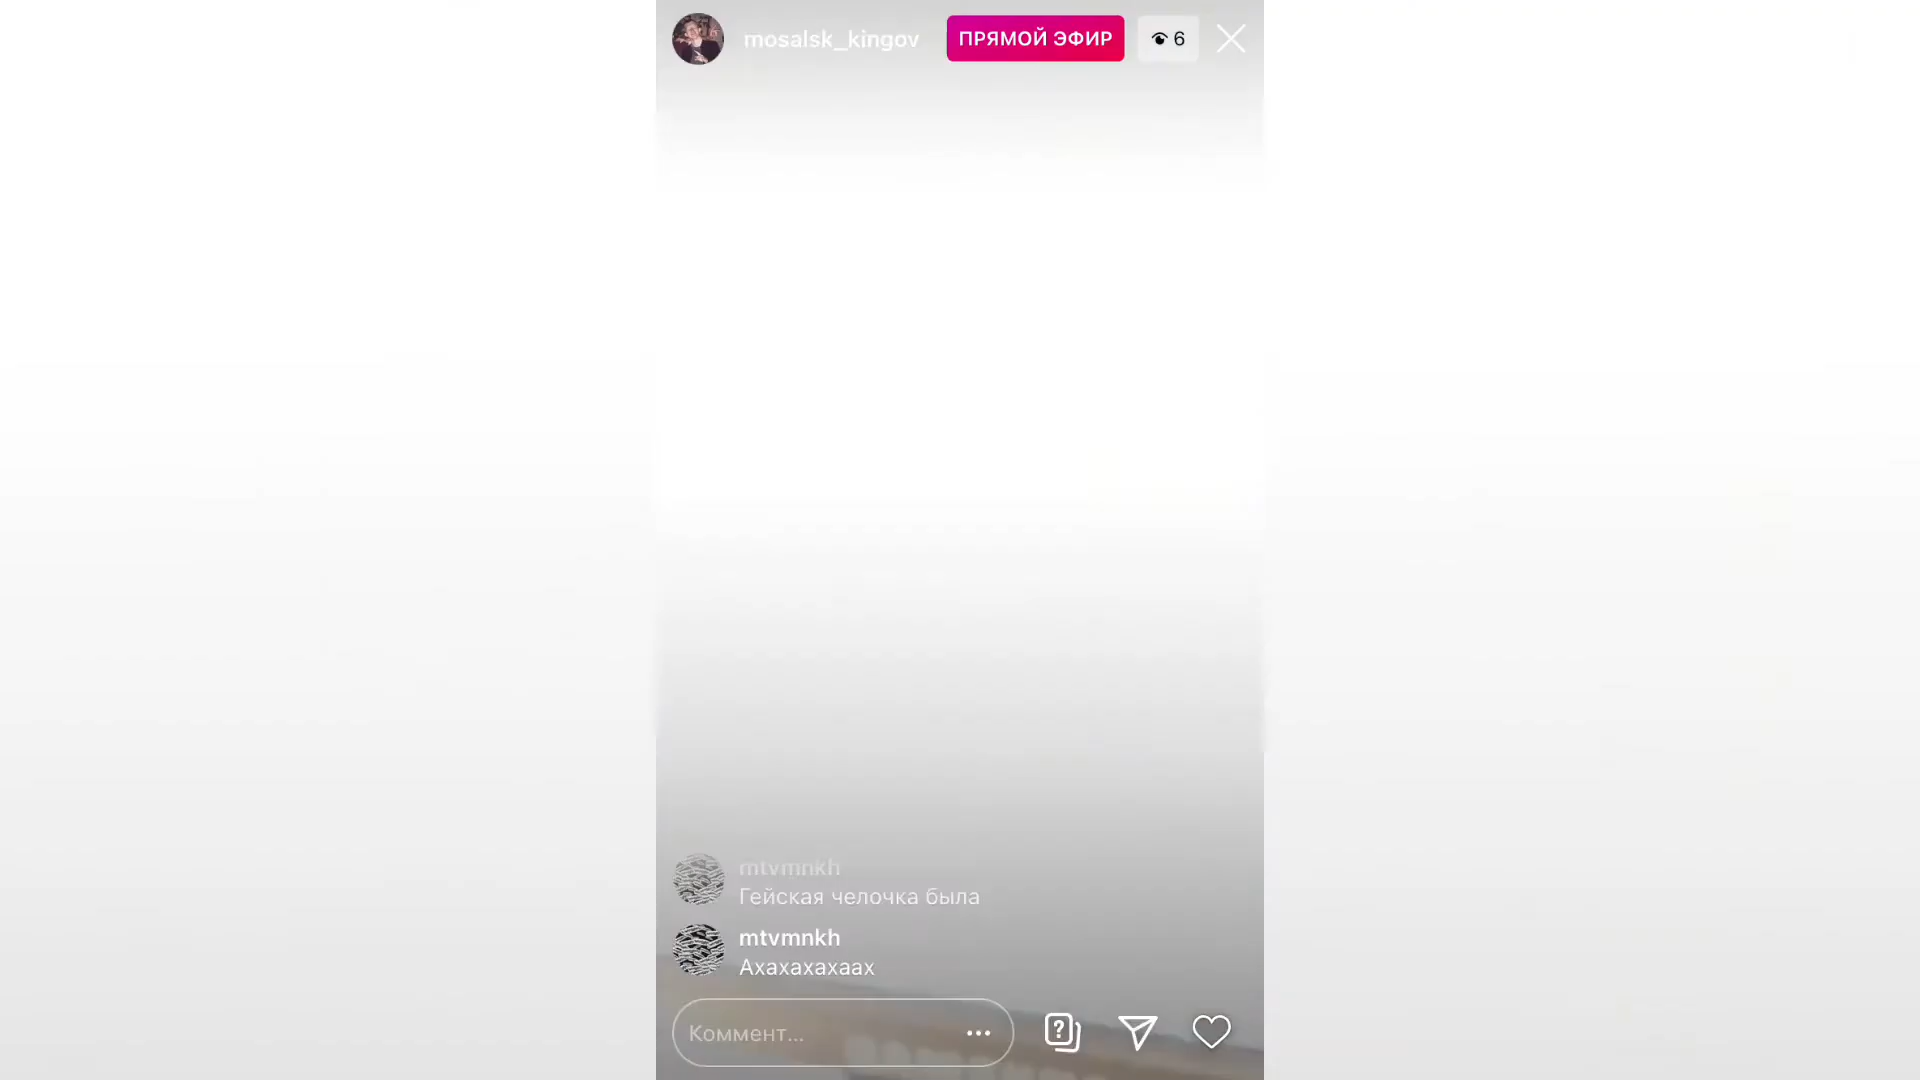 mosalsk_kingov ПРЯМОЙ ЭФИР 6
mtvmnkh
Гейская челочка была
mtvmnkh
Ахахахахаах
Коммент...